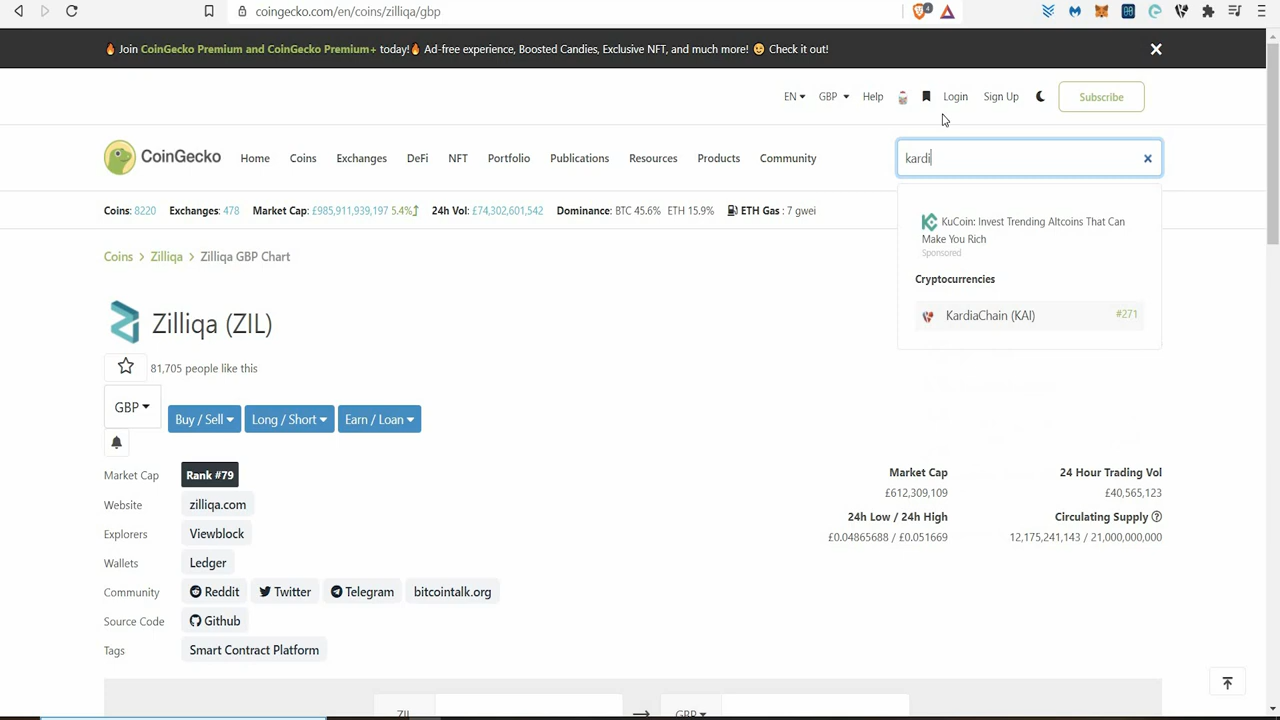 coingecko.com/en/coins/zilliqa/gbp
4
🔥 Join CoinGecko Premium and CoinGecko Premium+ today!🔥 Ad-free experience, Boosted Candies, Exclusive NFT, and much more! 😉 Check it out!
EN GBP Help Login Sign Up Subscribe
CoinGecko Home Coins Exchanges DeFi NFT Portfolio Publications Resources Products Community kardi
Coins: 8220 Exchanges: 478 Market Cap: £985,911,939,197 5.4% 24h Vol: £74,302,601,542 Dominance: BTC 45.6% ETH 15.9% ETH Gas : 7 gwei
KuCoin: Invest Trending Altcoins That Can
Make You Rich
Sponsored
Cryptocurrencies
KardiaChain (KAI) #271
Coins > Zilliqa > Zilliqa GBP Chart
Zilliqa (ZIL)
81,705 people like this
GBP Buy / Sell Long / Short Earn / Loan
Market Cap Rank #79
Website zilliqa.com
Explorers Viewblock
Wallets Ledger
Community Reddit Twitter Telegram bitcointalk.org
Source Code Github
Tags Smart Contract Platform
Market Cap 24 Hour Trading Vol
£612,309,109 £40,565,123
24h Low / 24h High Circulating Supply
£0.04865688 / £0.051669 12,175,241,143 / 21,000,000,000
ZIL → GBP